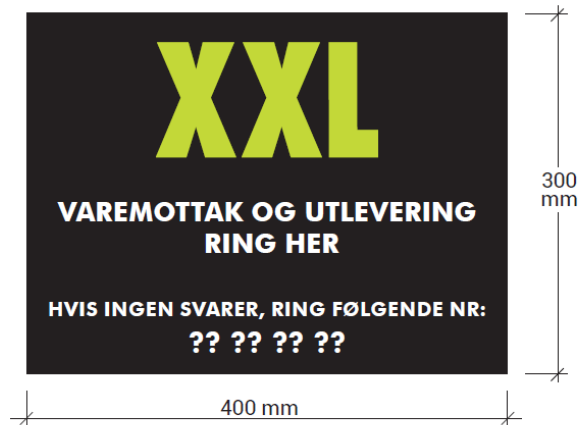 XXL
VAREMOTTAK OG UTLEVERING
RING HER
HVIS INGEN SVARER, RING FØLGENDE NR:
?? ?? ?? ??
300
mm
400 mm